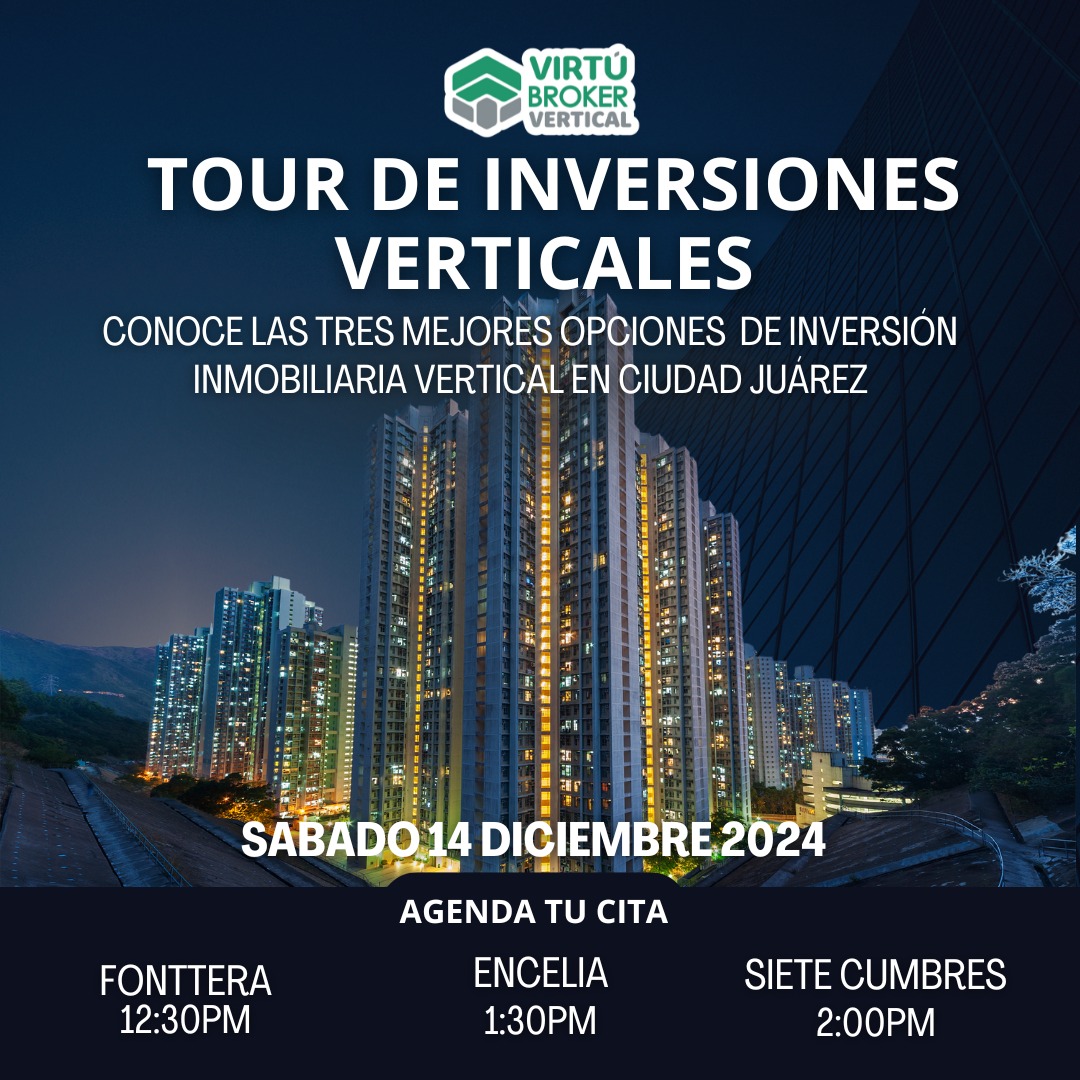 VIRTÚ
BROKER
VERTICAL
TOUR DE INVERSIONES
VERTICALES
CONOCE LAS TRES MEJORES OPCIONES DE INVERSIÓN
INMOBILIARIA VERTICAL EN CIUDAD JUÁREZ
SÁBADO 14 DICIEMBRE 2024
AGENDA TU CITA
FONTTERA
12:30PM
ENCELIA
1:30PM
SIETE CUMBRES
2:00PM